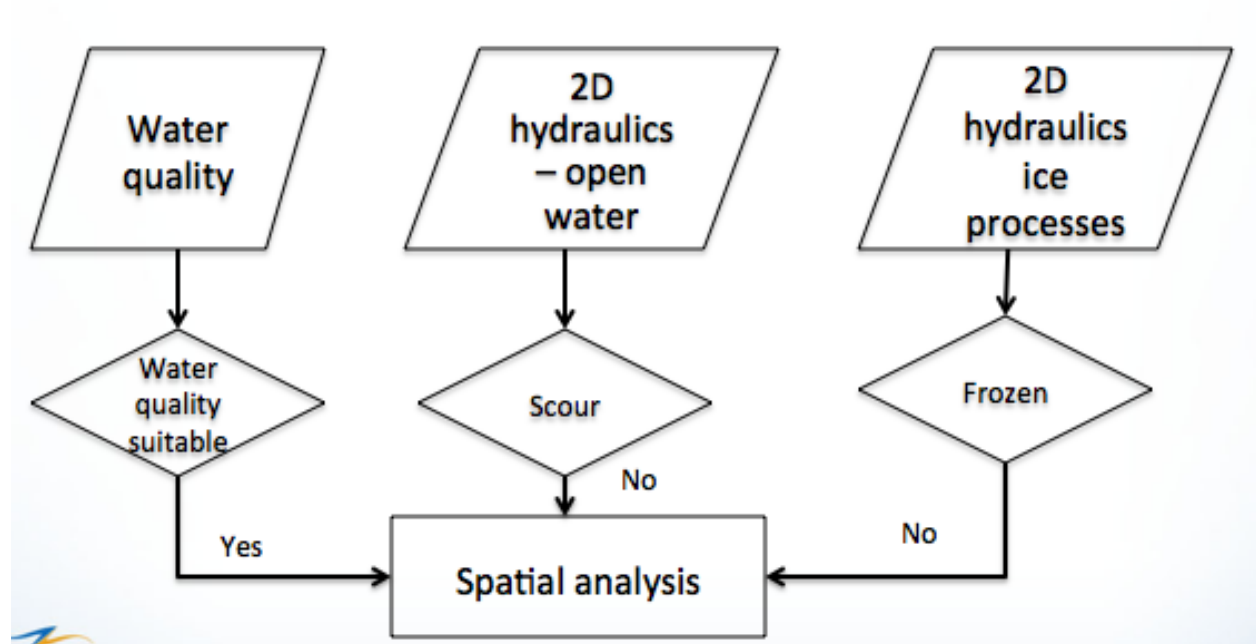 Water
quality
2D
hydraulics
– open
water
2D
hydraulics
ice
processes
Water
quality
suitable
Scour
Frozen
No
Yes
No
Spatial analysis